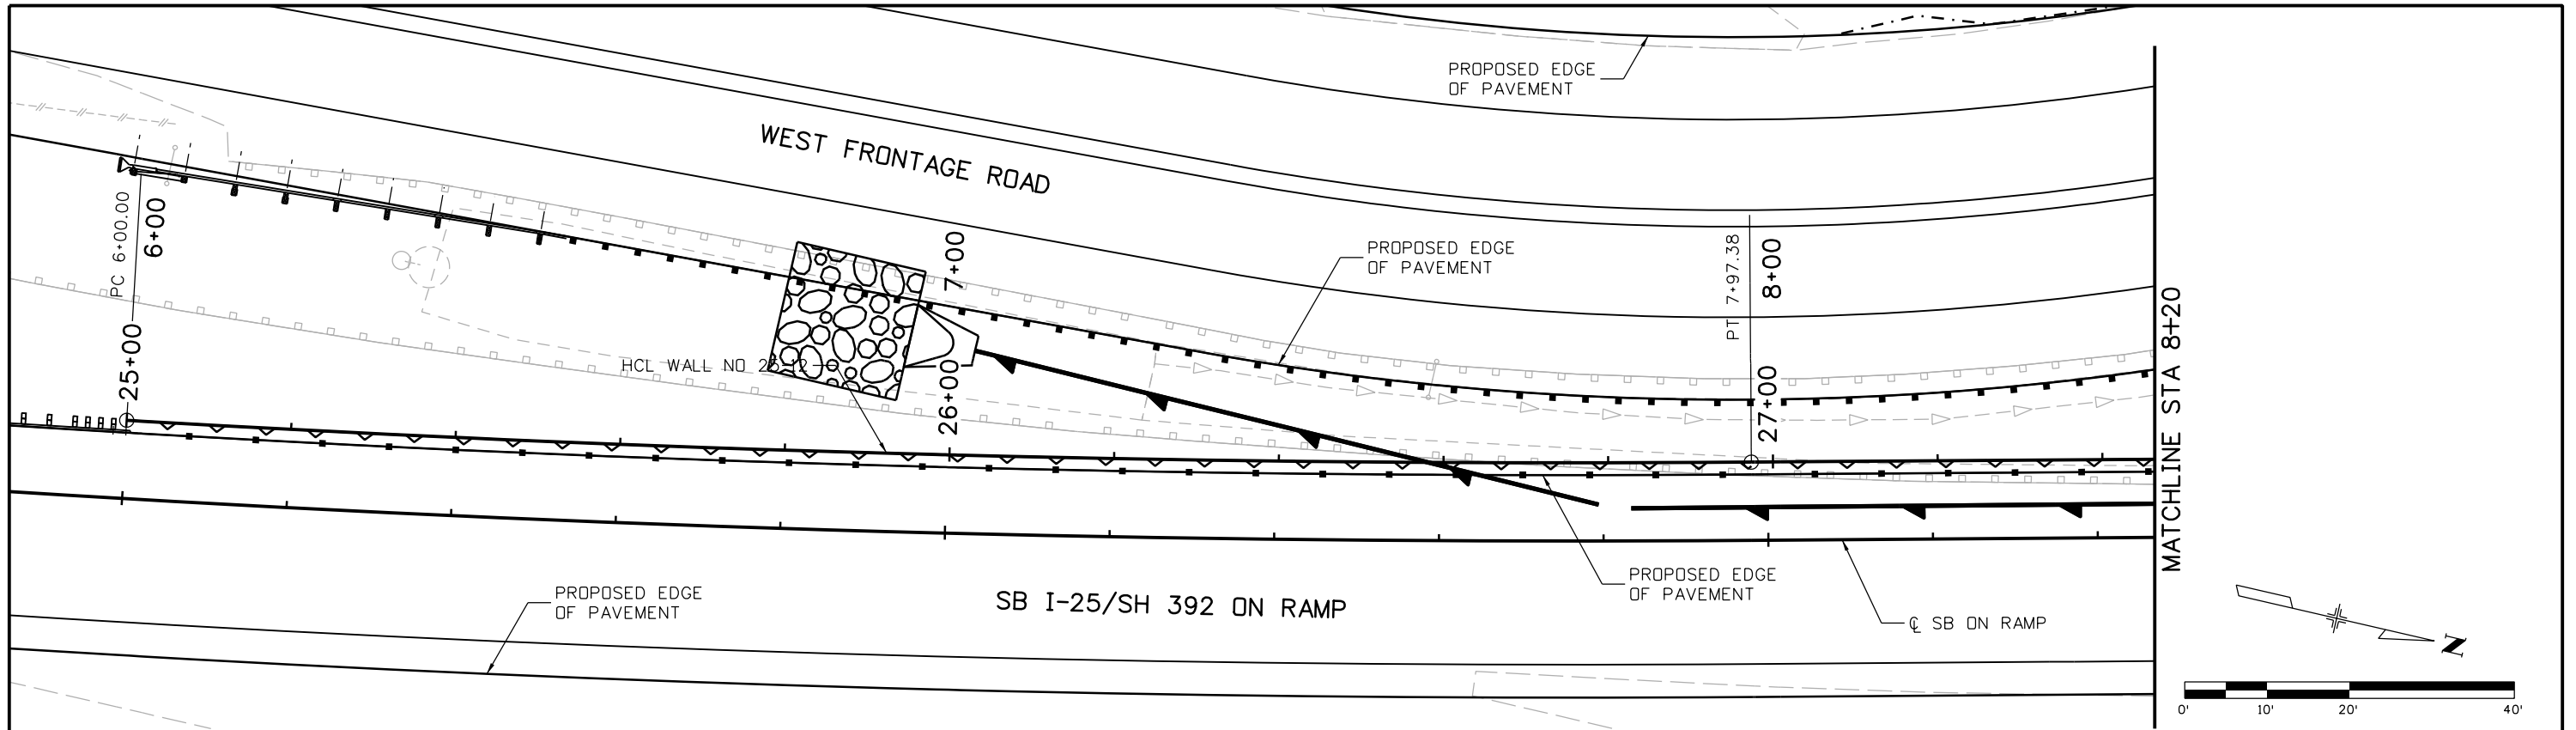 PROPOSED EDGE
OF PAVEMENT
WEST FRONTAGE ROAD
PC 6+00.00
6+00
7+00
PROPOSED EDGE
OF PAVEMENT
PT 7+97.38
8+00
MATCHLINE STA 8+20
25+00
HCL WALL NO 25-12
26+00
27+00
PROPOSED EDGE
OF PAVEMENT
SB I-25/SH 392 ON RAMP
PROPOSED EDGE
OF PAVEMENT
℄ SB ON RAMP
N
0' 10' 20' 40'